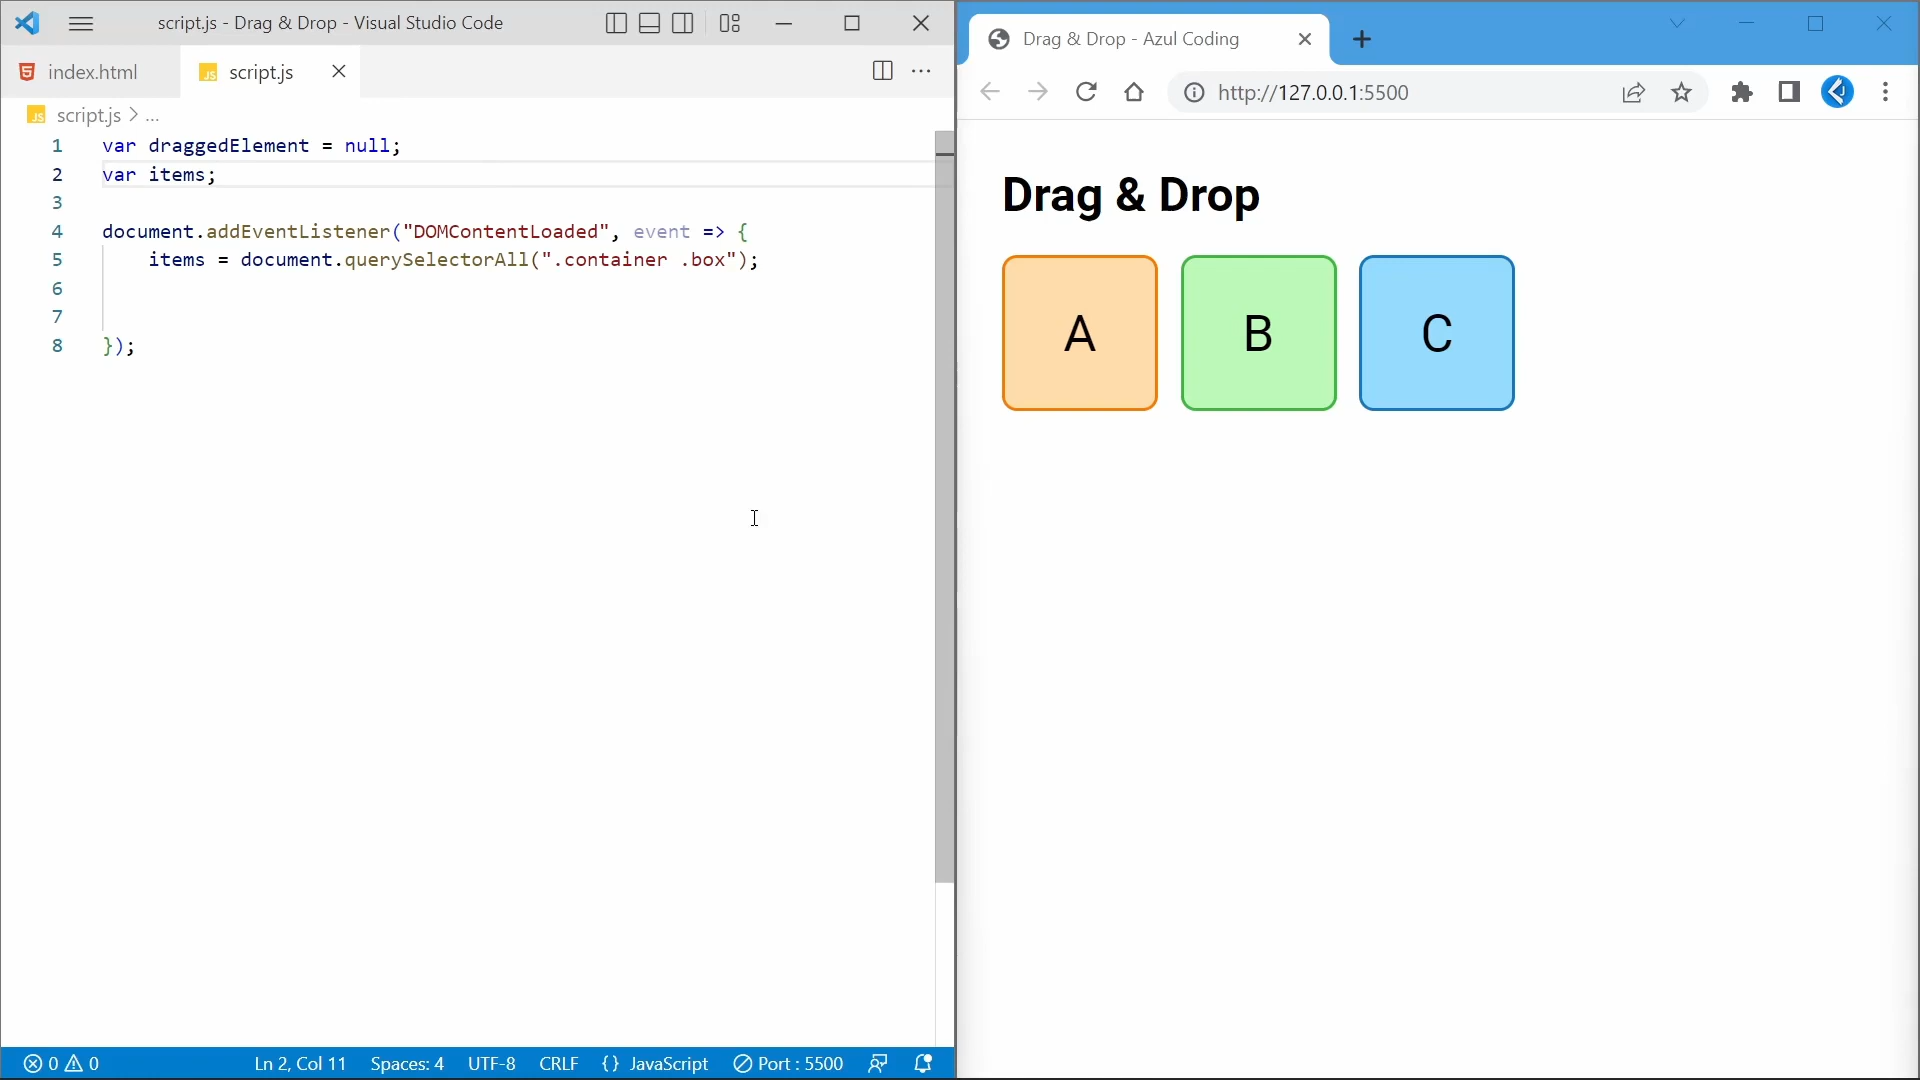 script.js - Drag & Drop - Visual Studio Code
index.html
script.js
script.js > ...
1 var draggedElement = null;
2 var items;
3
4 document.addEventListener("DOMContentLoaded", event => {
5     items = document.querySelectorAll(".container .box");
6
7
8 });
0 0
Ln 2, Col 11
Spaces: 4
UTF-8
CRLF
{ } JavaScript
Port : 5500
Drag & Drop - Azul Coding
http://127.0.0.1:5500
Drag & Drop
A B C